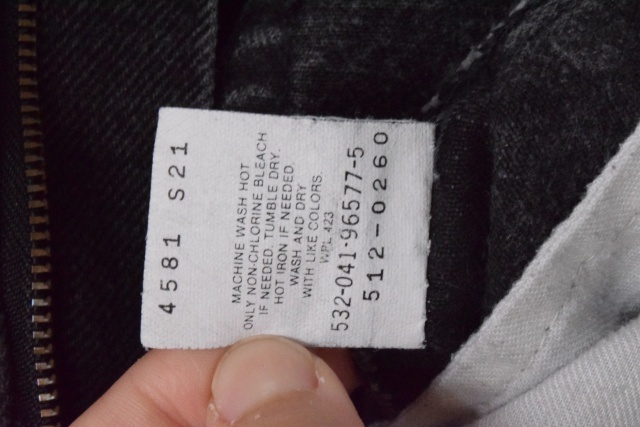 4581 S21
MACHINE WASH HOT
ONLY NON-CHLORINE BLEACH
IF NEEDED. TUMBLE DRY.
HOT IRON IF NEEDED.
WASH AND DRY
WITH LIKE COLORS.
WPL 423
532-041-96577-5
512-0260